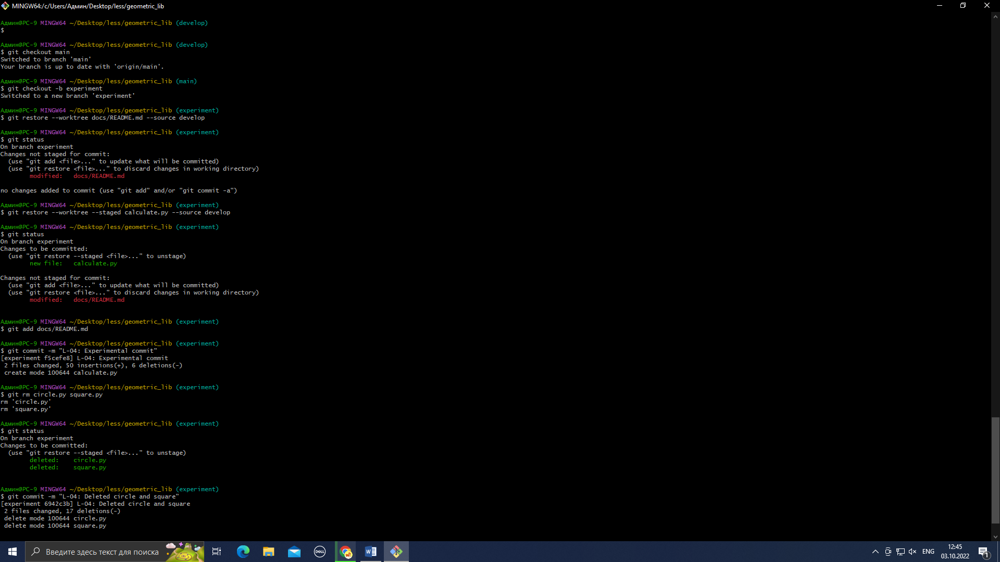 MINGW64:/c/Users/Админ/Desktop/less/geometric_lib
Админ@PC-9 MINGW64 ~/Desktop/less/geometric_lib (develop)
$
Админ@PC-9 MINGW64 ~/Desktop/less/geometric_lib (develop)
$ git checkout main
Switched to branch 'main'
Your branch is up to date with 'origin/main'.
Админ@PC-9 MINGW64 ~/Desktop/less/geometric_lib (main)
$ git checkout -b experiment
Switched to a new branch 'experiment'
Админ@PC-9 MINGW64 ~/Desktop/less/geometric_lib (experiment)
$ git restore --worktree docs/README.md --source develop
Админ@PC-9 MINGW64 ~/Desktop/less/geometric_lib (experiment)
$ git status
On branch experiment
Changes not staged for commit:
  (use "git add <file>..." to update what will be committed)
  (use "git restore <file>..." to discard changes in working directory)
        modified:   docs/README.md
no changes added to commit (use "git add" and/or "git commit -a")
Админ@PC-9 MINGW64 ~/Desktop/less/geometric_lib (experiment)
$ git restore --worktree --staged calculate.py --source develop
Админ@PC-9 MINGW64 ~/Desktop/less/geometric_lib (experiment)
$ git status
On branch experiment
Changes to be committed:
  (use "git restore --staged <file>..." to unstage)
        new file:   calculate.py
Changes not staged for commit:
  (use "git add <file>..." to update what will be committed)
  (use "git restore <file>..." to discard changes in working directory)
        modified:   docs/README.md
Админ@PC-9 MINGW64 ~/Desktop/less/geometric_lib (experiment)
$ git add docs/README.md
Админ@PC-9 MINGW64 ~/Desktop/less/geometric_lib (experiment)
$ git commit -m "L-04: Experimental commit"
[experiment f5cefe8] L-04: Experimental commit
 2 files changed, 50 insertions(+), 6 deletions(-)
 create mode 100644 calculate.py
Админ@PC-9 MINGW64 ~/Desktop/less/geometric_lib (experiment)
$ git rm circle.py square.py
rm 'circle.py'
rm 'square.py'
Админ@PC-9 MINGW64 ~/Desktop/less/geometric_lib (experiment)
$ git status
On branch experiment
Changes to be committed:
  (use "git restore --staged <file>..." to unstage)
        deleted:    circle.py
        deleted:    square.py
Админ@PC-9 MINGW64 ~/Desktop/less/geometric_lib (experiment)
$ git commit -m "L-04: Deleted circle and square"
[experiment 6942c3b] L-04: Deleted circle and square
 2 files changed, 17 deletions(-)
 delete mode 100644 circle.py
 delete mode 100644 square.py
Введите здесь текст для поиска
DELL
ENG
12:45
03.10.2022
1